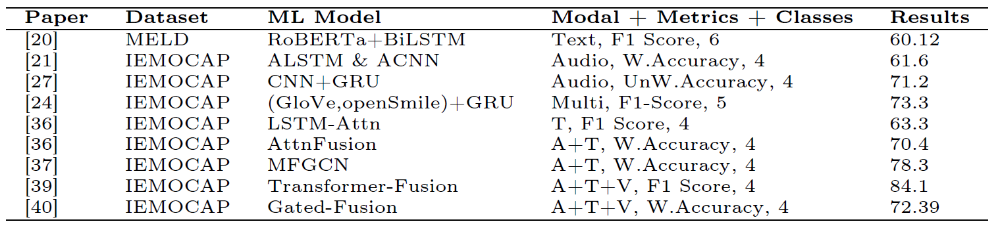 Paper Dataset ML Model Modal + Metrics + Classes Results
[20] MELD RoBERTa+BiLSTM Text, F1 Score, 6 60.12
[21] IEMOCAP ALSTM & ACNN Audio, W.Accuracy, 4 61.6
[27] IEMOCAP CNN+GRU Audio, UnW.Accuracy, 4 71.2
[24] IEMOCAP (GloVe,openSmile)+GRU Multi, F1-Score, 5 73.3
[36] IEMOCAP LSTM-Attn T, F1 Score, 4 63.3
[36] IEMOCAP AttnFusion A+T, W.Accuracy, 4 70.4
[37] IEMOCAP MFGCN A+T, W.Accuracy, 4 78.3
[39] IEMOCAP Transformer-Fusion A+T+V, F1 Score, 4 84.1
[40] IEMOCAP Gated-Fusion A+T+V, W.Accuracy, 4 72.39